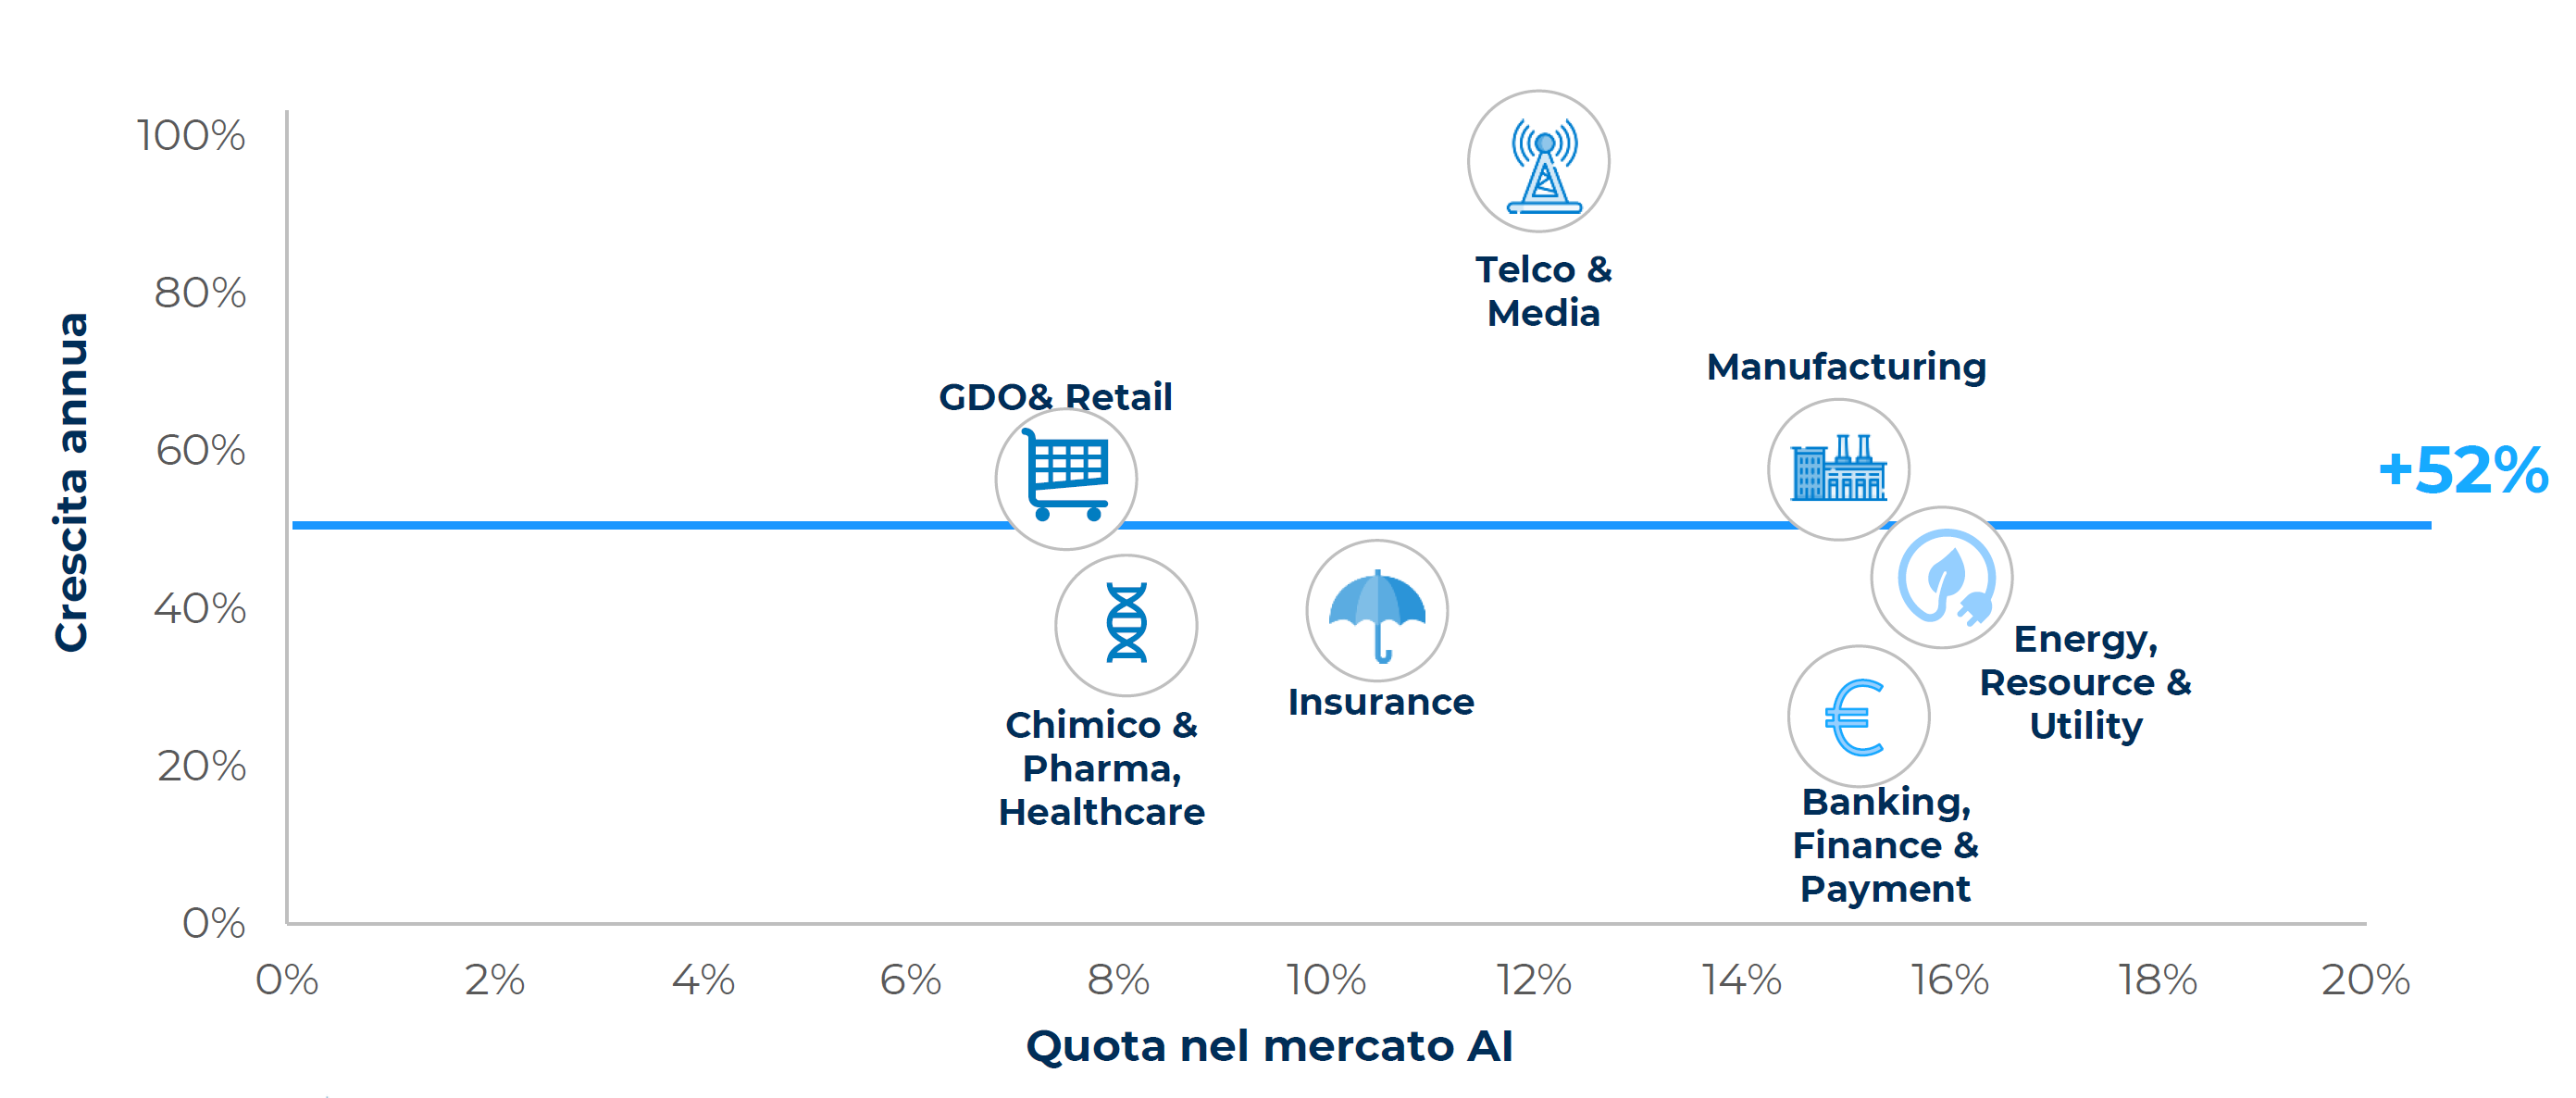 100%
80%
60%
40%
20%
0%
Crescita annua
Telco &
Media
Manufacturing
GDO& Retail
+52%
Chimico &
Pharma,
Healthcare
Insurance
Energy,
Resource &
Utility
€
Banking,
Finance &
Payment
0%
2%
4%
6%
8%
10%
12%
14%
16%
18%
20%
Quota nel mercato AI